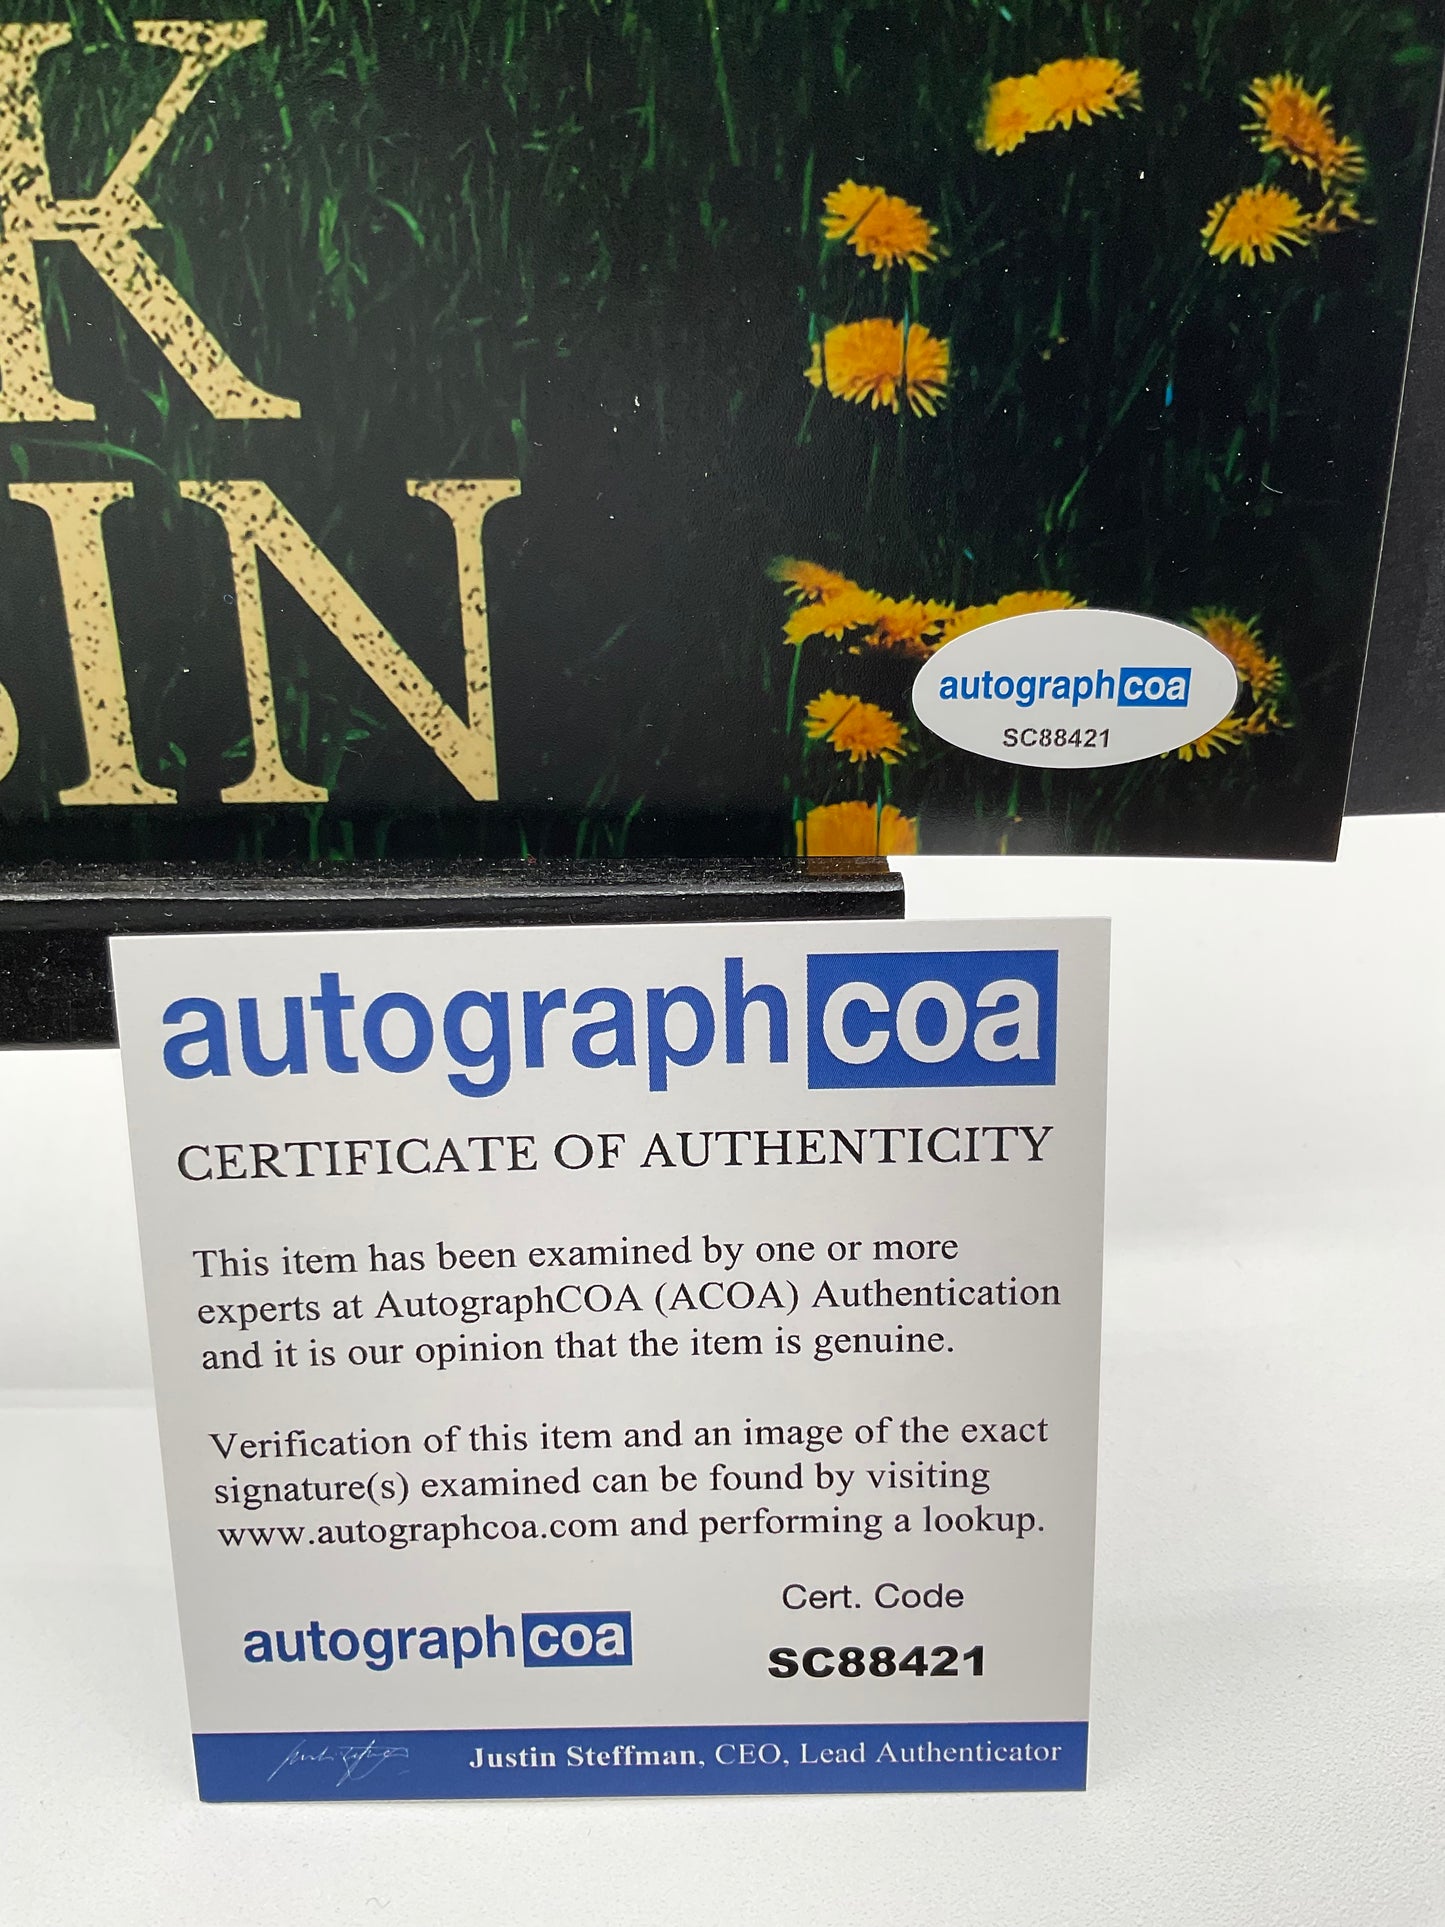 K
BIN
autographcoa
SC88421
autographcoa
CERTIFICATE OF AUTHENTICITY
This item has been examined by one or more
experts at AutographCOA (ACOA) Authentication
and it is our opinion that the item is genuine.
Verification of this item and an image of the exact
signature(s) examined can be found by visiting
www.autographcoa.com and performing a lookup.
Cert. Code
autographcoa
SC88421
Justin Steffman, CEO, Lead Authenticator